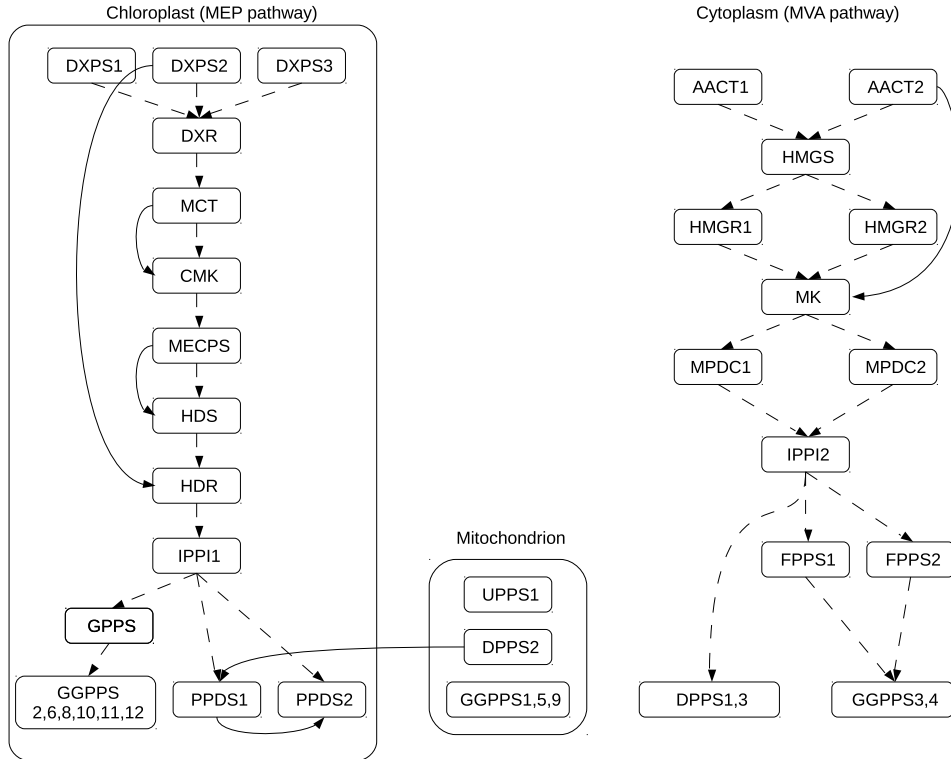 Chloroplast (MEP pathway)
Cytoplasm (MVA pathway)
DXPS1
DXPS2
DXPS3
DXR
MCT
CMK
MECPS
HDS
HDR
IPPI1
GPPS
GGPPS
2,6,8,10,11,12
PPDS1
PPDS2
Mitochondrion
UPPS1
DPPS2
GGPPS1,5,9
AACT1
AACT2
HMGS
HMGR1
HMGR2
MK
MPDC1
MPDC2
IPPI2
FPPS1
FPPS2
DPPS1,3
GGPPS3,4